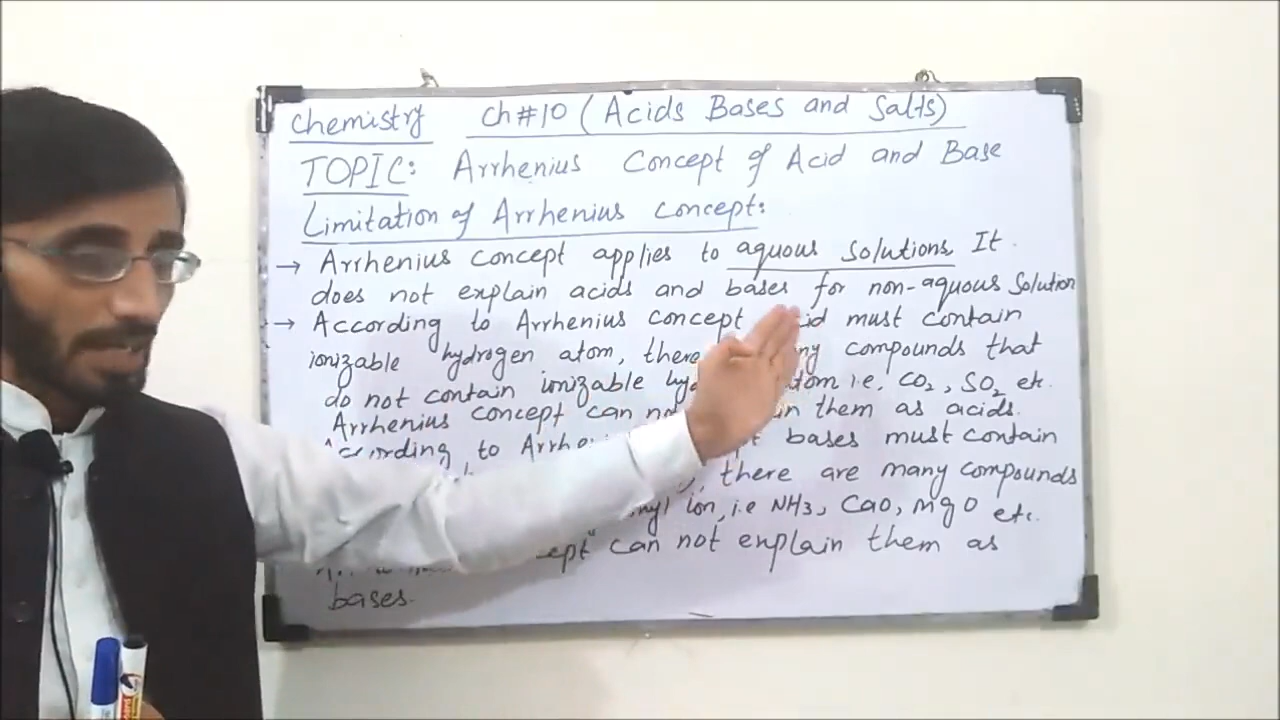 Chemistry Ch#10 (Acids Bases and Salts)
TOPIC: Arrhenius Concept of Acid and Base
Limitation of Arrhenius Concept:
→ Arrhenius concept applies to aquous solutions. It
does not explain acids and bases for non-aquous Solution
→ According to Arrhenius concept must contain
ionizable hydrogen atom, there compounds that
do not contain ionizable atom i.e. CO2, SO2 etc.
Arrhenius concept can them as acids.
to bases must contain
there are many compounds
ion, i.e NH3, CaO, MgO etc.
can not explain them as
bases.